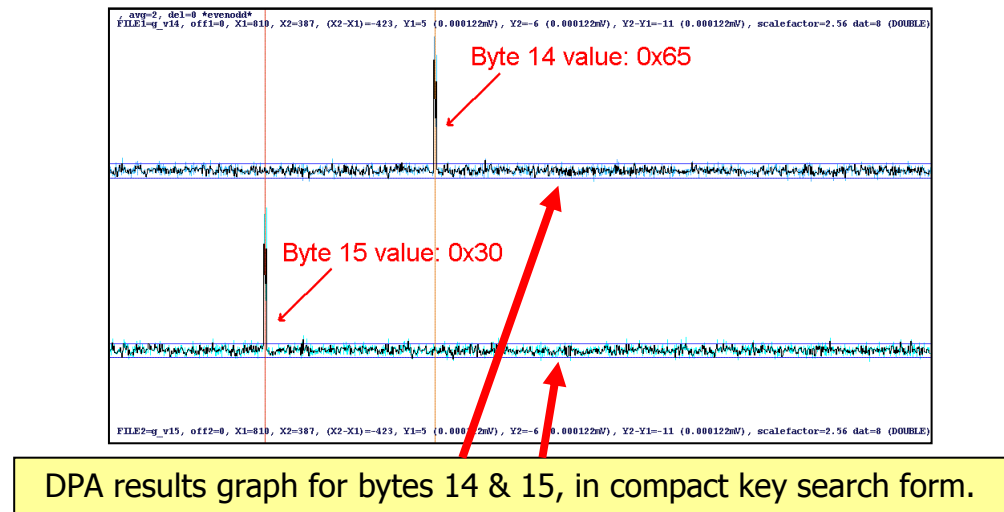 , avg=2, del=0 *evenodd*
FILE1=g_v14, off1=0, X1=810, X2=387, (X2-X1)=-423, Y1=5 (0.000122mV), Y2=-6 (0.000122mV), Y2-Y1=-11 (0.000122mV), scalefactor=2.56 dat=8 (DOUBLE)
Byte 14 value: 0x65
Byte 15 value: 0x30
FILE2=g_v15, off2=0, X1=810, X2=387, (X2-X1)=-423, Y1=5 (0.000122mV), Y2=-6 (0.000122mV), Y2-Y1=-11 (0.000122mV), scalefactor=2.56 dat=8 (DOUBLE)
DPA results graph for bytes 14 & 15, in compact key search form.